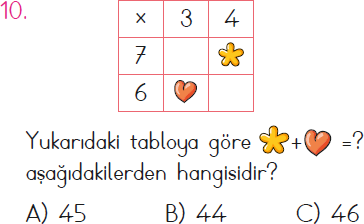 10.
× 3 4
7
6
Yukarıdaki tabloya göre + =?
aşağıdakilerden hangisidir?
A) 45 B) 44 C) 46